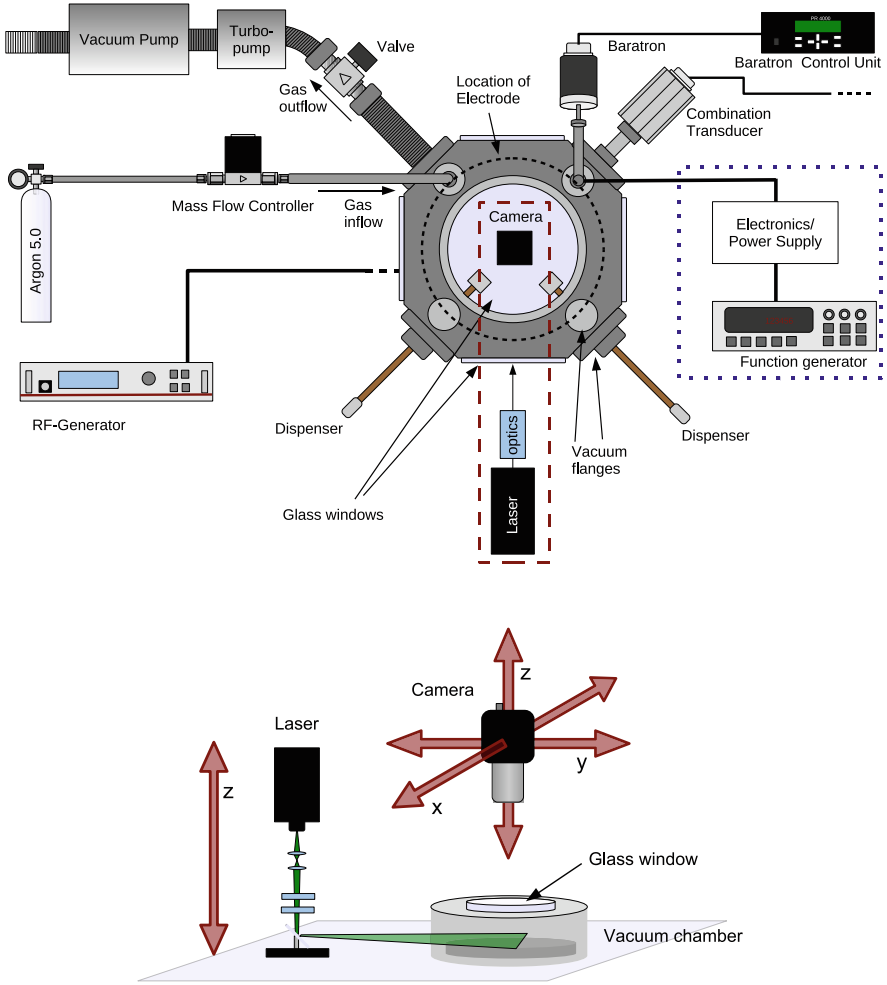 Vacuum Pump
Turbo-
pump
Valve
Gas
outflow
Location of
Electrode
Baratron
PR 4000
Baratron Control Unit
Combination
Transducer
Mass Flow Controller
Gas
inflow
Camera
Argon 5.0
Electronics/
Power Supply
Function generator
RF-Generator
Dispenser
optics
Vacuum
flanges
Dispenser
Glass windows
Laser
Camera
z
Laser
z
y
x
Glass window
Vacuum chamber